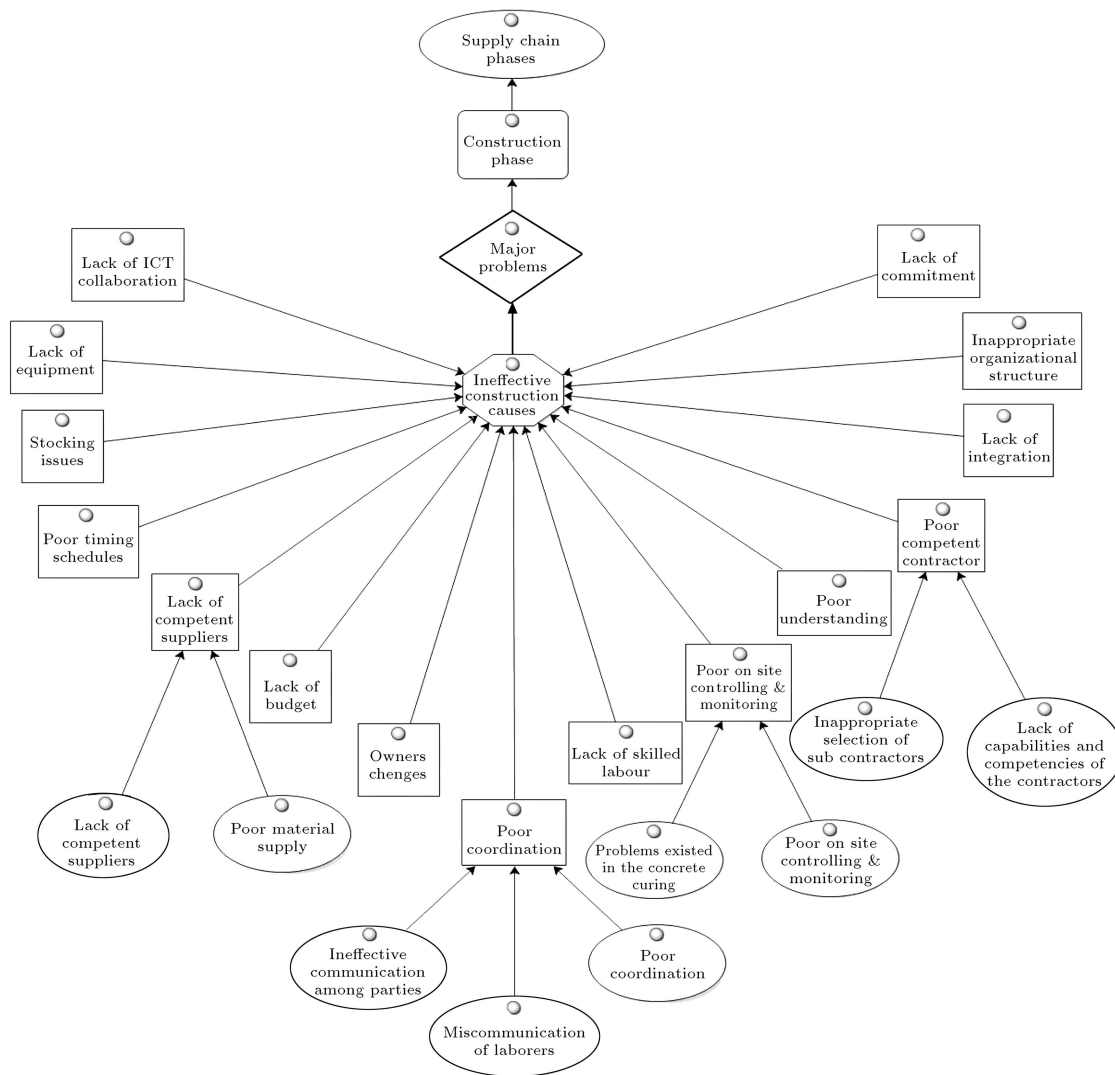 Supply chain
phases
Construction
phase
Major
problems
Lack of ICT
collaboration
Lack of
commitment
Lack of
equipment
Inappropriate
organizational
structure
Ineffective
construction
causes
Stocking
issues
Lack of
integration
Poor timing
schedules
Poor
competent
contractor
Lack of
competent
suppliers
Poor
understanding
Lack of
budget
Poor on site
controlling &
monitoring
Owners
chenges
Lack of skilled
labour
Inappropriate
selection of
sub contractors
Lack of
capabilities and
competencies of
the contractors
Lack of
competent
suppliers
Poor material
supply
Poor
coordination
Problems existed
in the concrete
curing
Poor on site
controlling &
monitoring
Ineffective
communication
among parties
Poor
coordination
Miscommunication
of laborers